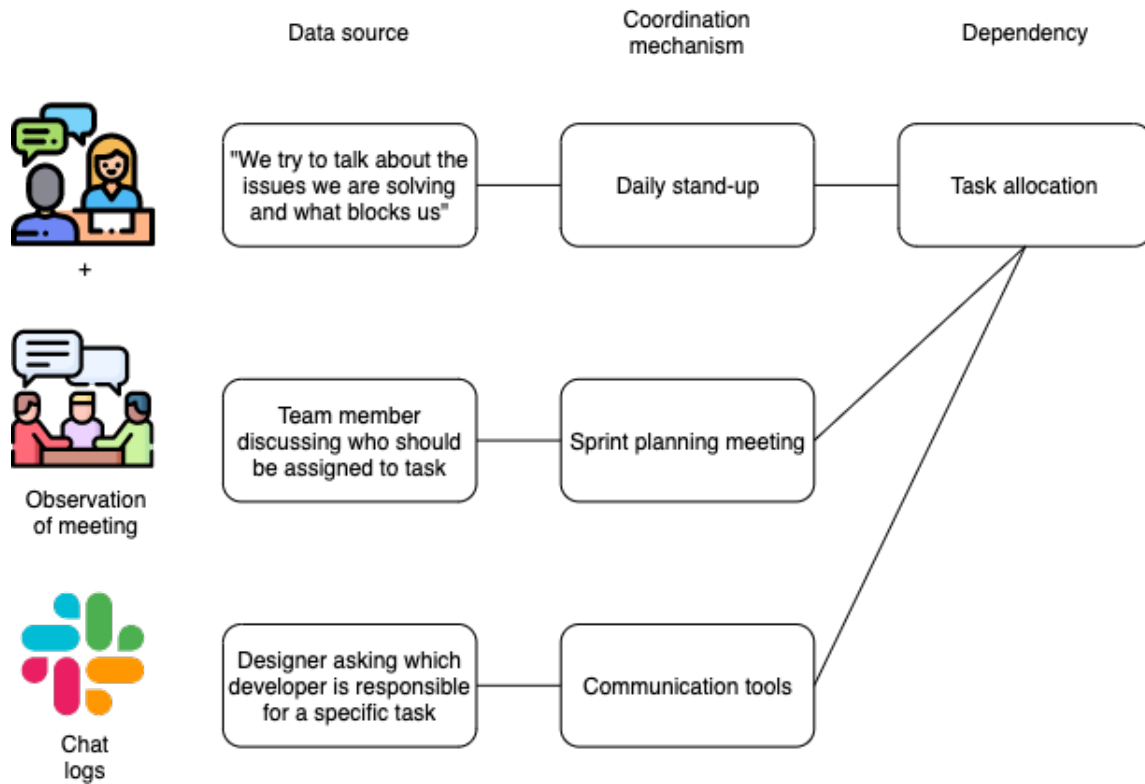 Data source
Coordination
mechanism
Dependency
"We try to talk about the
issues we are solving
and what blocks us"
Daily stand-up
Task allocation
+
Team member
discussing who should
be assigned to task
Sprint planning meeting
Observation
of meeting
Designer asking which
developer is responsible
for a specific task
Communication tools
Chat
logs